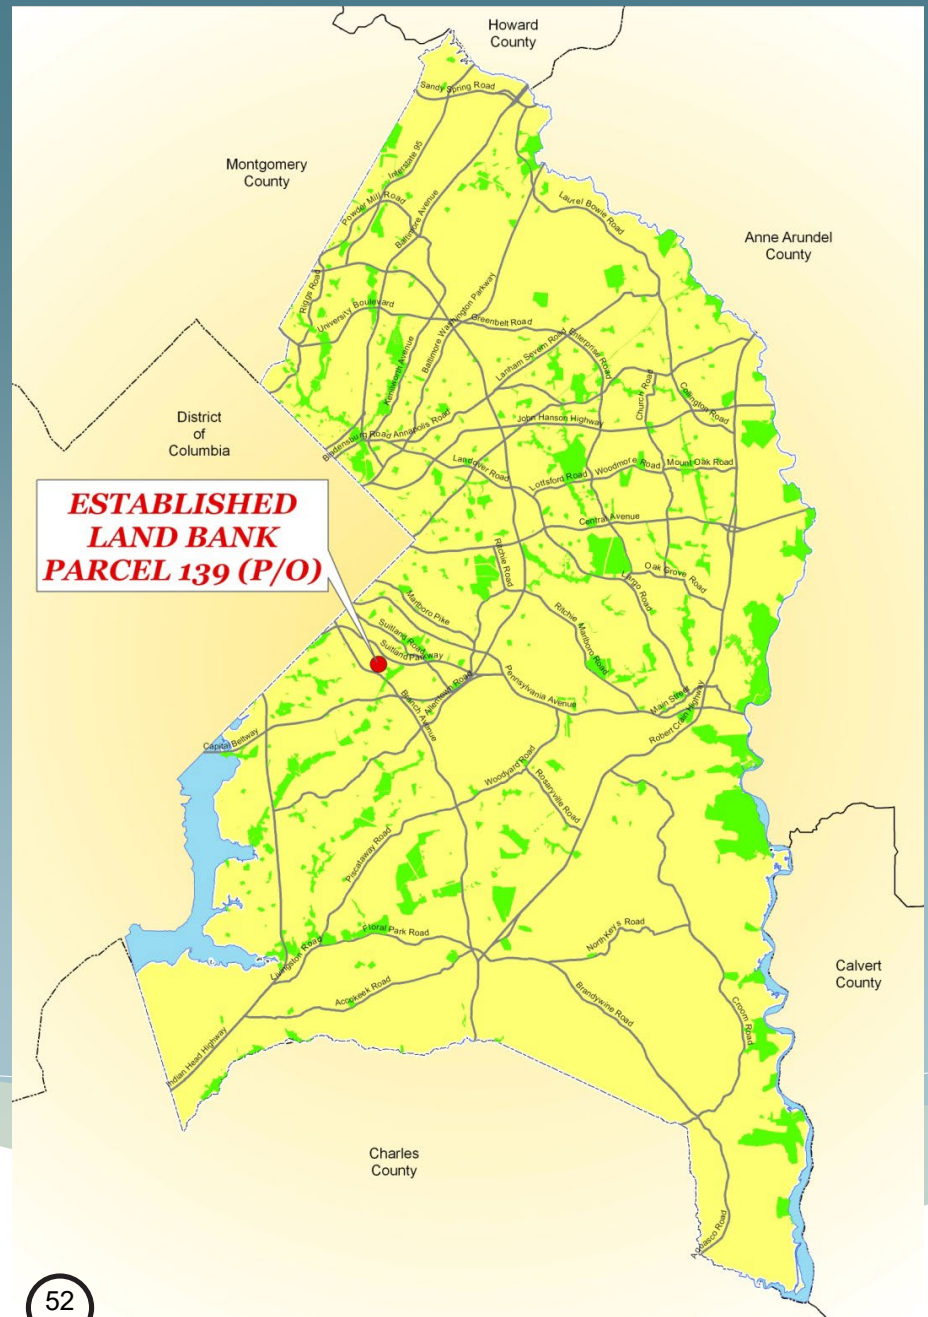 Howard
County
Sandy Spring Road
Montgomery
County
Interstate 95
Powder Mill Road
Baltimore Avenue
Laurel Bowie Road
Anne Arundel
County
Riggs Road
University Boulevard
Baltimore Washington Parkway
Greenbelt Road
Kenilworth Avenue
Lanham Severn Road
Enterprise Road
Church Road
Collington Road
District
of
Columbia
Bladensburg Road
Annapolis Road
John Hanson Highway
Landover Road
Lottsford Road
Woodmore Road
Mount Oak Road
ESTABLISHED
LAND BANK
PARCEL 139 (P/O)
Central Avenue
Ritchie Road
Largo Road
Oak Grove Road
Marlboro Pike
Suitland Road
Suitland Parkway
Ritchie Marlboro Road
Pennsylvania Avenue
Branch Avenue
Allentown Road
Main Street
Robert Crain Highway
Capital Beltway
Woodyard Road
Rosaryville Road
Piscataway Road
Floral Park Road
North Keys Road
Livingston Road
Accokeek Road
Brandywine Road
Croom Road
Calvert
County
Indian Head Highway
Charles
County
Aquasco Road
52